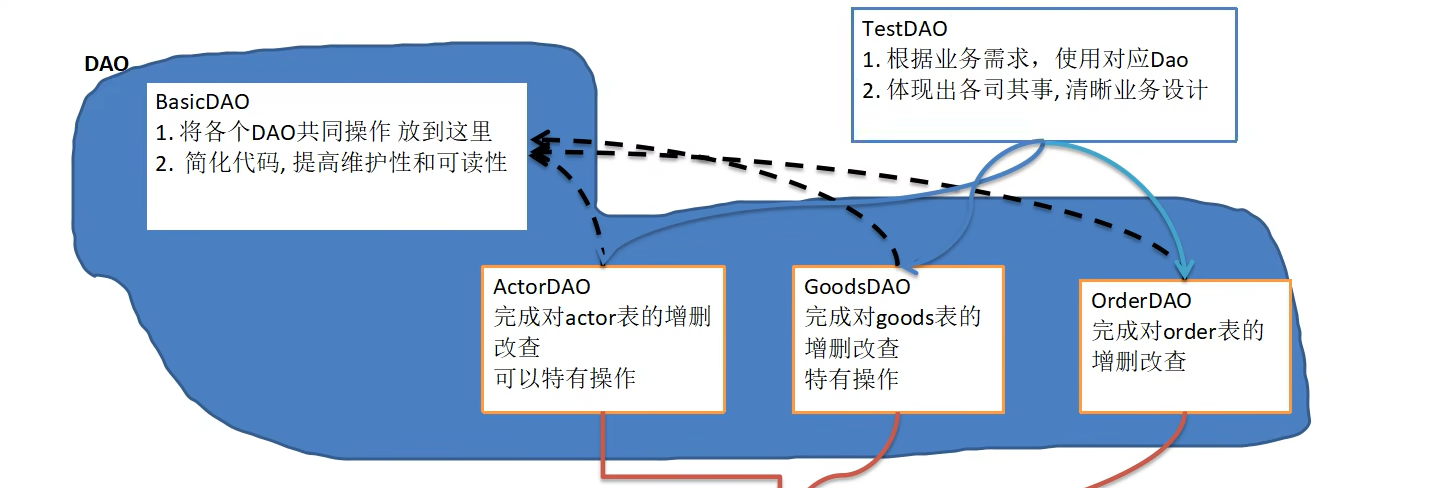 DAO
BasicDAO
1. 将各个DAO共同操作 放到这里
2. 简化代码, 提高维护性和可读性
TestDAO
1. 根据业务需求，使用对应Dao
2. 体现出各司其事, 清晰业务设计
ActorDAO
完成对actor表的增删
改查
可以特有操作
GoodsDAO
完成对goods表的
增删改查
特有操作
OrderDAO
完成对order表的
增删改查